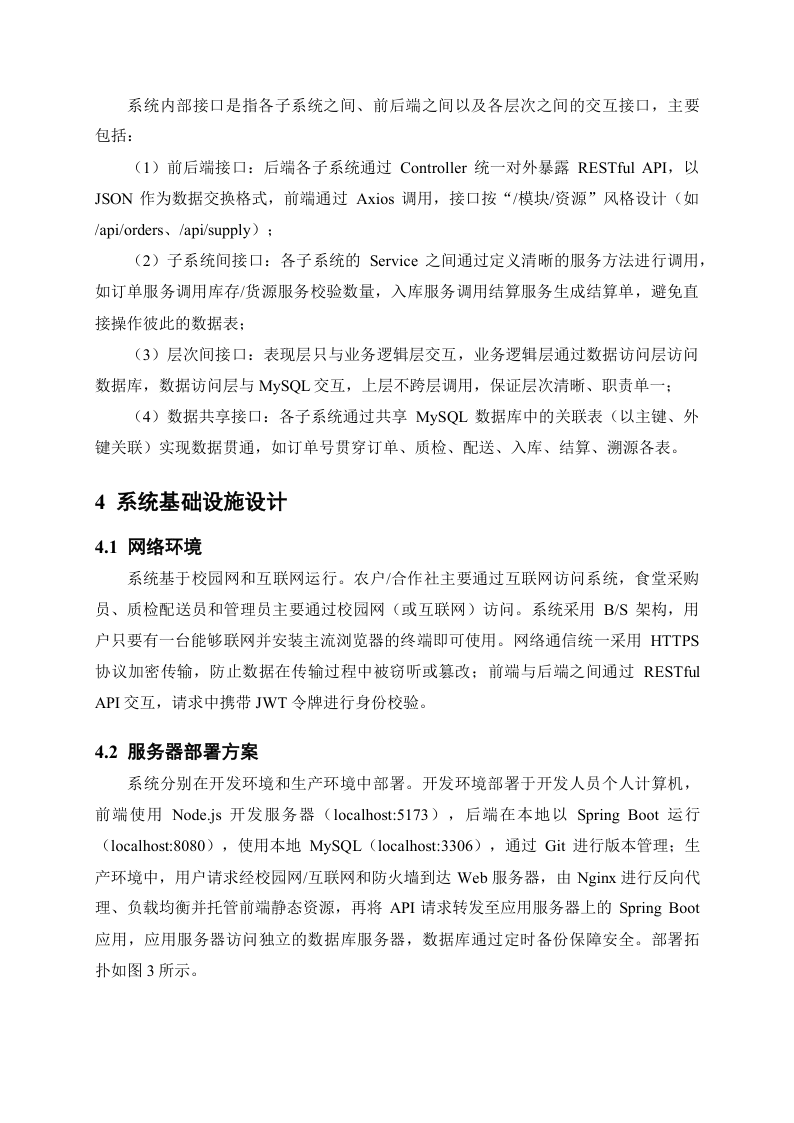 系统内部接口是指各子系统之间、前后端之间以及各层次之间的交互接口，主要
包括：
（1）前后端接口：后端各子系统通过 Controller 统一对外暴露 RESTful API，以
JSON 作为数据交换格式，前端通过 Axios 调用，接口按“/模块/资源”风格设计（如
/api/orders、/api/supply）；
（2）子系统间接口：各子系统的 Service 之间通过定义清晰的服务方法进行调用，
如订单服务调用库存/货源服务校验数量，入库服务调用结算服务生成结算单，避免直
接操作彼此的数据表；
（3）层次间接口：表现层只与业务逻辑层交互，业务逻辑层通过数据访问层访问
数据库，数据访问层与 MySQL 交互，上层不跨层调用，保证层次清晰、职责单一；
（4）数据共享接口：各子系统通过共享 MySQL 数据库中的关联表（以主键、外
键关联）实现数据贯通，如订单号贯穿订单、质检、配送、入库、结算、溯源各表。
4 系统基础设施设计
4.1 网络环境
系统基于校园网和互联网运行。农户/合作社主要通过互联网访问系统，食堂采购
员、质检配送员和管理员主要通过校园网（或互联网）访问。系统采用 B/S 架构，用
户只要有一台能够联网并安装主流浏览器的终端即可使用。网络通信统一采用 HTTPS
协议加密传输，防止数据在传输过程中被窃听或篡改；前端与后端之间通过 RESTful
API 交互，请求中携带 JWT 令牌进行身份校验。
4.2 服务器部署方案
系统分别在开发环境和生产环境中部署。开发环境部署于开发人员个人计算机，
前端使用 Node.js 开发服务器（localhost:5173），后端在本地以 Spring Boot 运行
（localhost:8080），使用本地 MySQL（localhost:3306），通过 Git 进行版本管理；生
产环境中，用户请求经校园网/互联网和防火墙到达 Web 服务器，由 Nginx 进行反向代
理、负载均衡并托管前端静态资源，再将 API 请求转发至应用服务器上的 Spring Boot
应用，应用服务器访问独立的数据库服务器，数据库通过定时备份保障安全。部署拓
扑如图 3 所示。